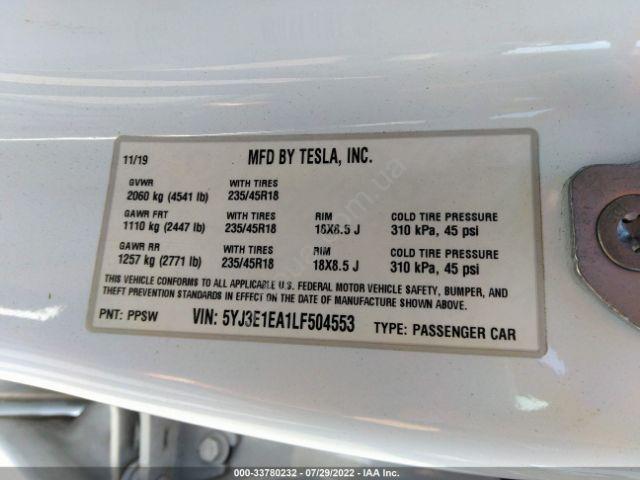 11/19 MFD BY TESLA, INC.
GVWR WITH TIRES
2060 kg (4541 lb) 235/45R18
GAWR FRT WITH TIRES RIM COLD TIRE PRESSURE
1110 kg (2447 lb) 235/45R18 18X8.5 J 310 kPa, 45 psi
GAWR RR WITH TIRES RIM COLD TIRE PRESSURE
1257 kg (2771 lb) 235/45R18 18X8.5 J 310 kPa, 45 psi
THIS VEHICLE CONFORMS TO ALL APPLICABLE U.S. FEDERAL MOTOR VEHICLE SAFETY, BUMPER, AND
THEFT PREVENTION STANDARDS IN EFFECT ON THE DATE OF MANUFACTURE SHOWN ABOVE.
PNT: PPSW VIN: 5YJ3E1EA1LF504553 TYPE: PASSENGER CAR
000-33780232 - 07/29/2022 - IAA Inc.